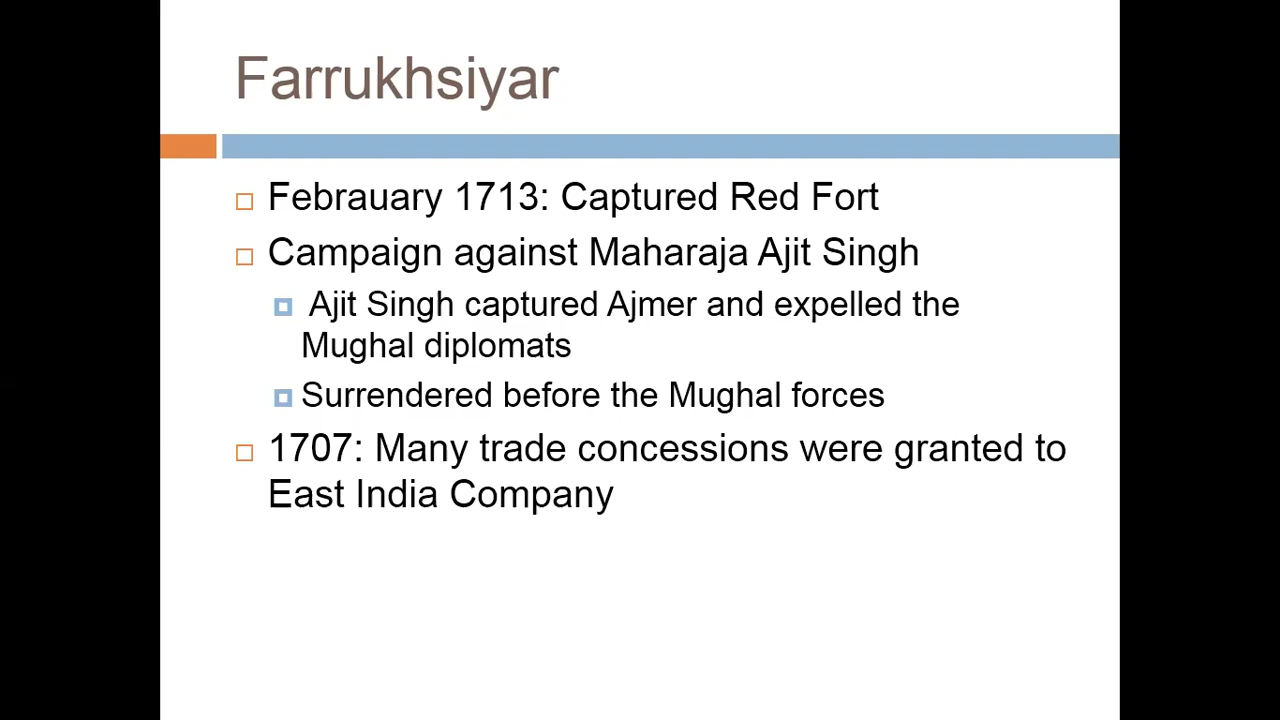 Farrukhsiyar
Febrauary 1713: Captured Red Fort
Campaign against Maharaja Ajit Singh
Ajit Singh captured Ajmer and expelled the
Mughal diplomats
Surrendered before the Mughal forces
1707: Many trade concessions were granted to
East India Company